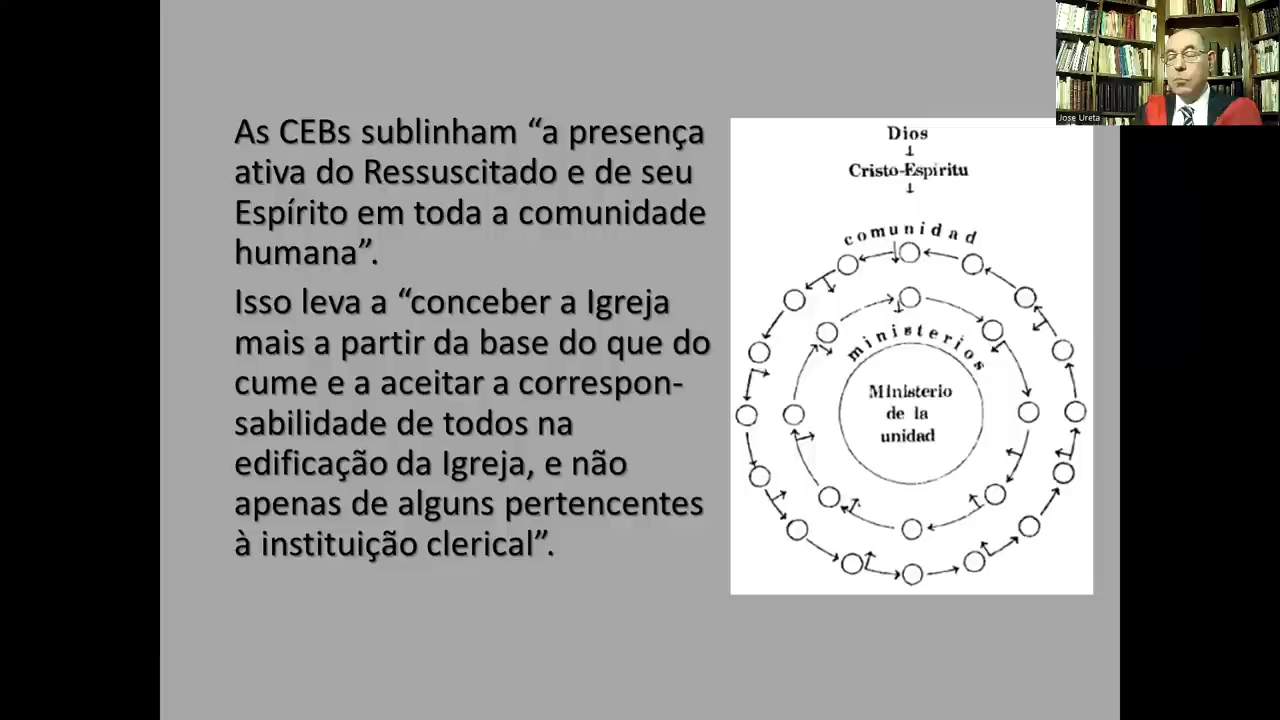 As CEBs sublinham “a presença
ativa do Ressuscitado e de seu
Espírito em toda a comunidade
humana”.
Isso leva a “conceber a Igreja
mais a partir da base do que do
cume e a aceitar a correspon-
sabilidade de todos na
edificação da Igreja, e não
apenas de alguns pertencentes
à instituição clerical”.
Dios
Cristo-Espíritu
comunidad
ministerios
Ministerio
de la
unidad
Jose Ureta